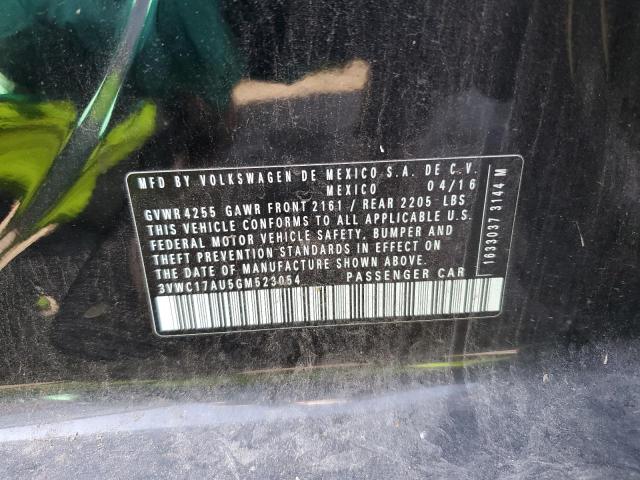 MFD BY VOLKSWAGEN DE MEXICO S.A. DE C.V.
MEXICO 04/16
GVWR 4255 GAWR FRONT 2161 / REAR 2205 LBS
THIS VEHICLE CONFORMS TO ALL APPLICABLE U.S.
FEDERAL MOTOR VEHICLE SAFETY, BUMPER AND
THEFT PREVENTION STANDARDS IN EFFECT ON
THE DATE OF MANUFACTURE SHOWN ABOVE.
3VWC17AU5GM523054 PASSENGER CAR
1633037 3144 M